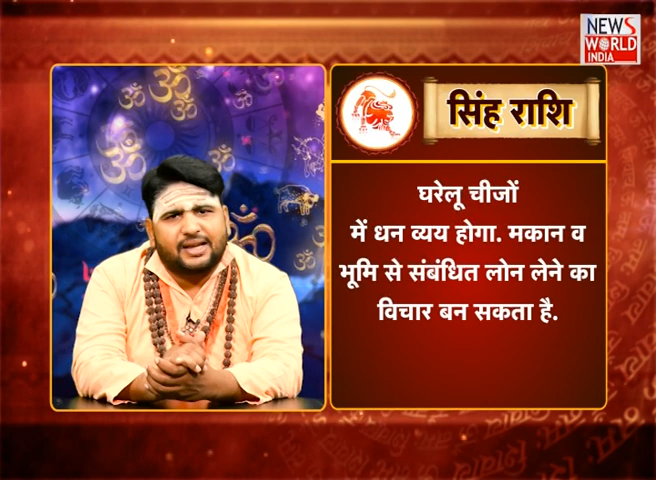 NEWS
WORLD
INDIA
सिंह राशि
घरेलू चीजों
में धन व्यय होगा. मकान व
भूमि से संबंधित लोन लेने का
विचार बन सकता है.